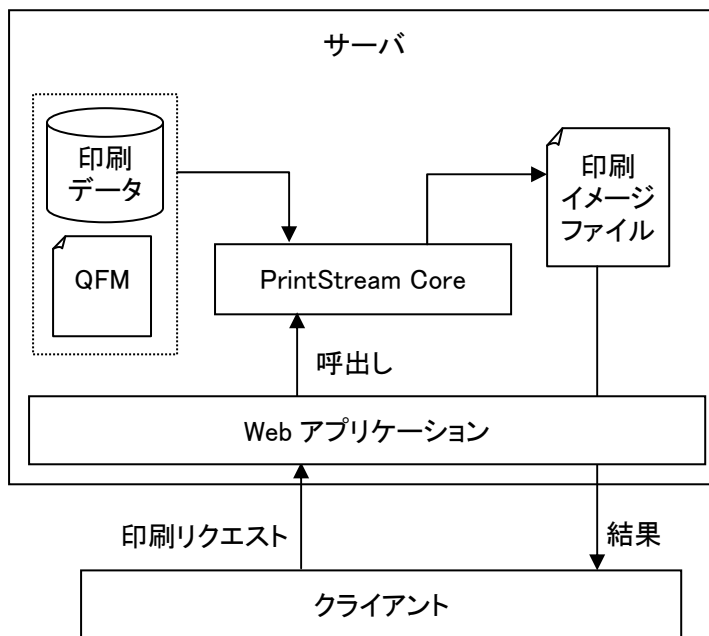 サーバ
印刷
データ
QFM
PrintStream Core
印刷
イメージ
ファイル
呼出し
Web アプリケーション
印刷リクエスト
結果
クライアント